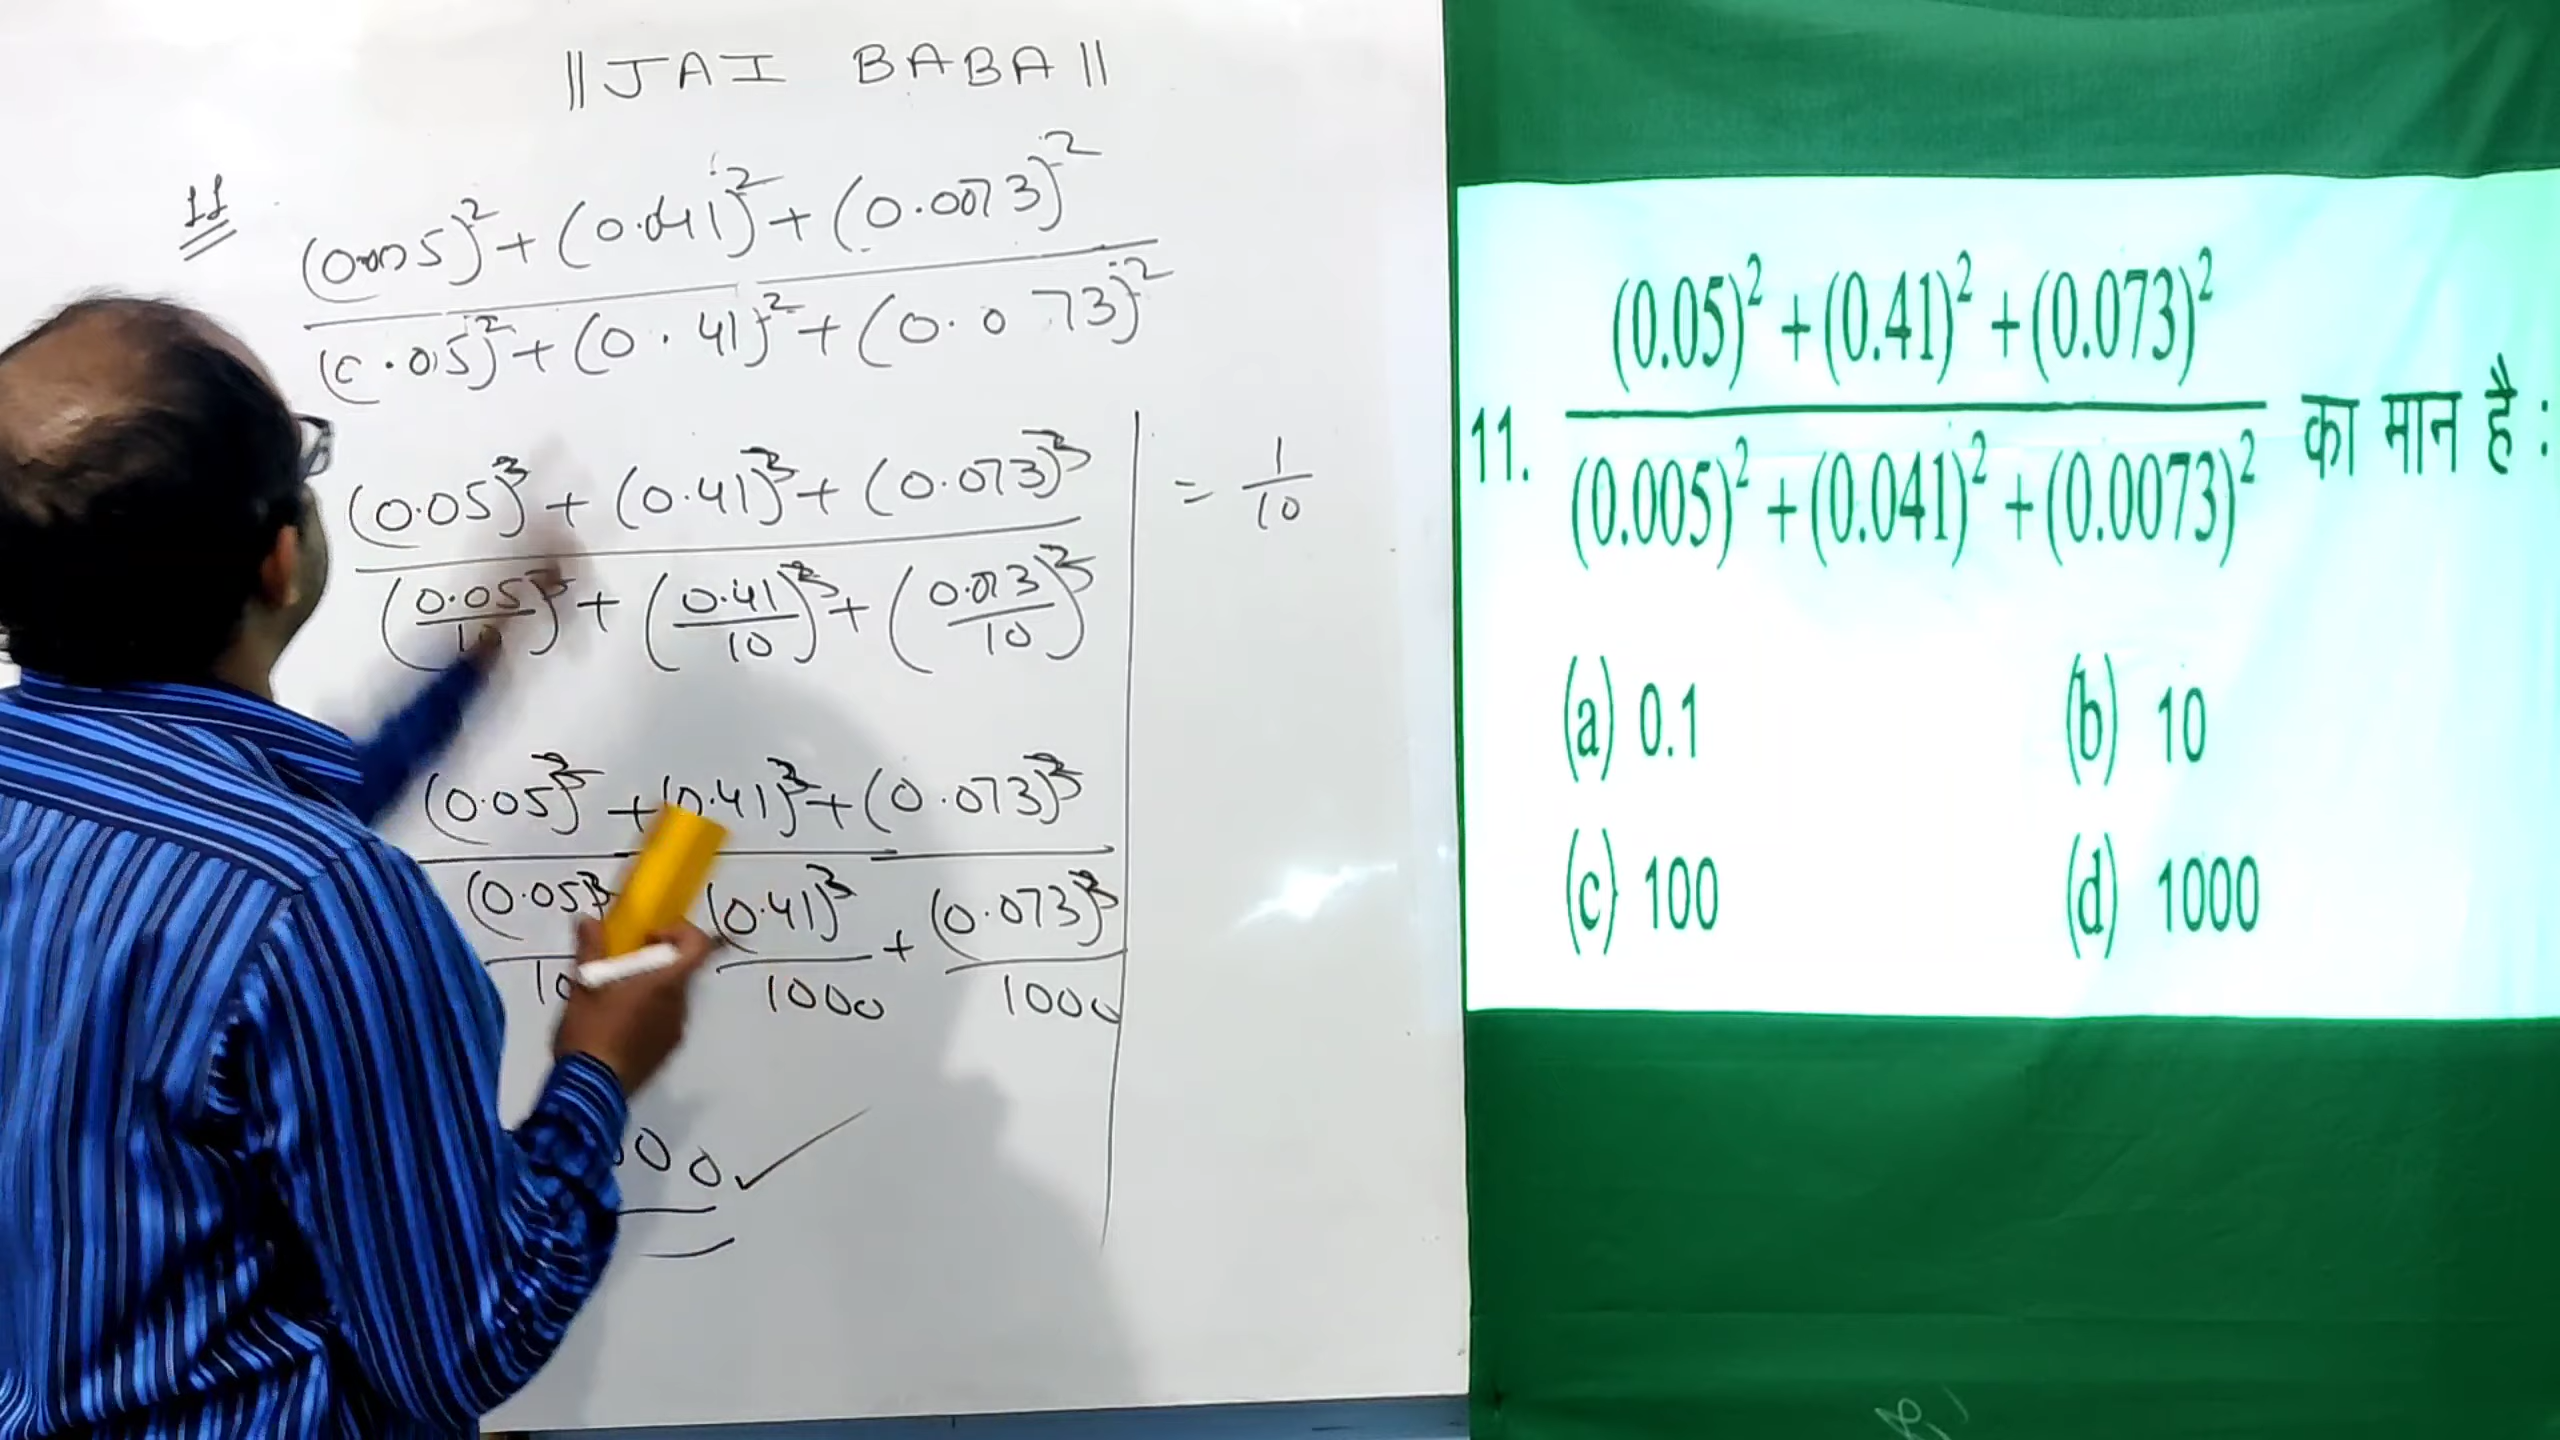 || JAI BABA ||
11
(0.005)² + (0.041)² + (0.0073)²
(0.05)² + (0.41)² + (0.073)²
(0.05)³ + (0.41)³ + (0.073)³
= 1/10
(0.05/10)³ + (0.41/10)³ + (0.073/10)³
(0.05)³ + (0.41)³ + (0.073)³
(0.05)³ (0.41)³ + (0.073)³
10 1000 1000
00
11. (0.05)² + (0.41)² + (0.073)²
(0.005)² + (0.041)² + (0.0073)² का मान है :
(a) 0.1 (b) 10
(c) 100 (d) 1000